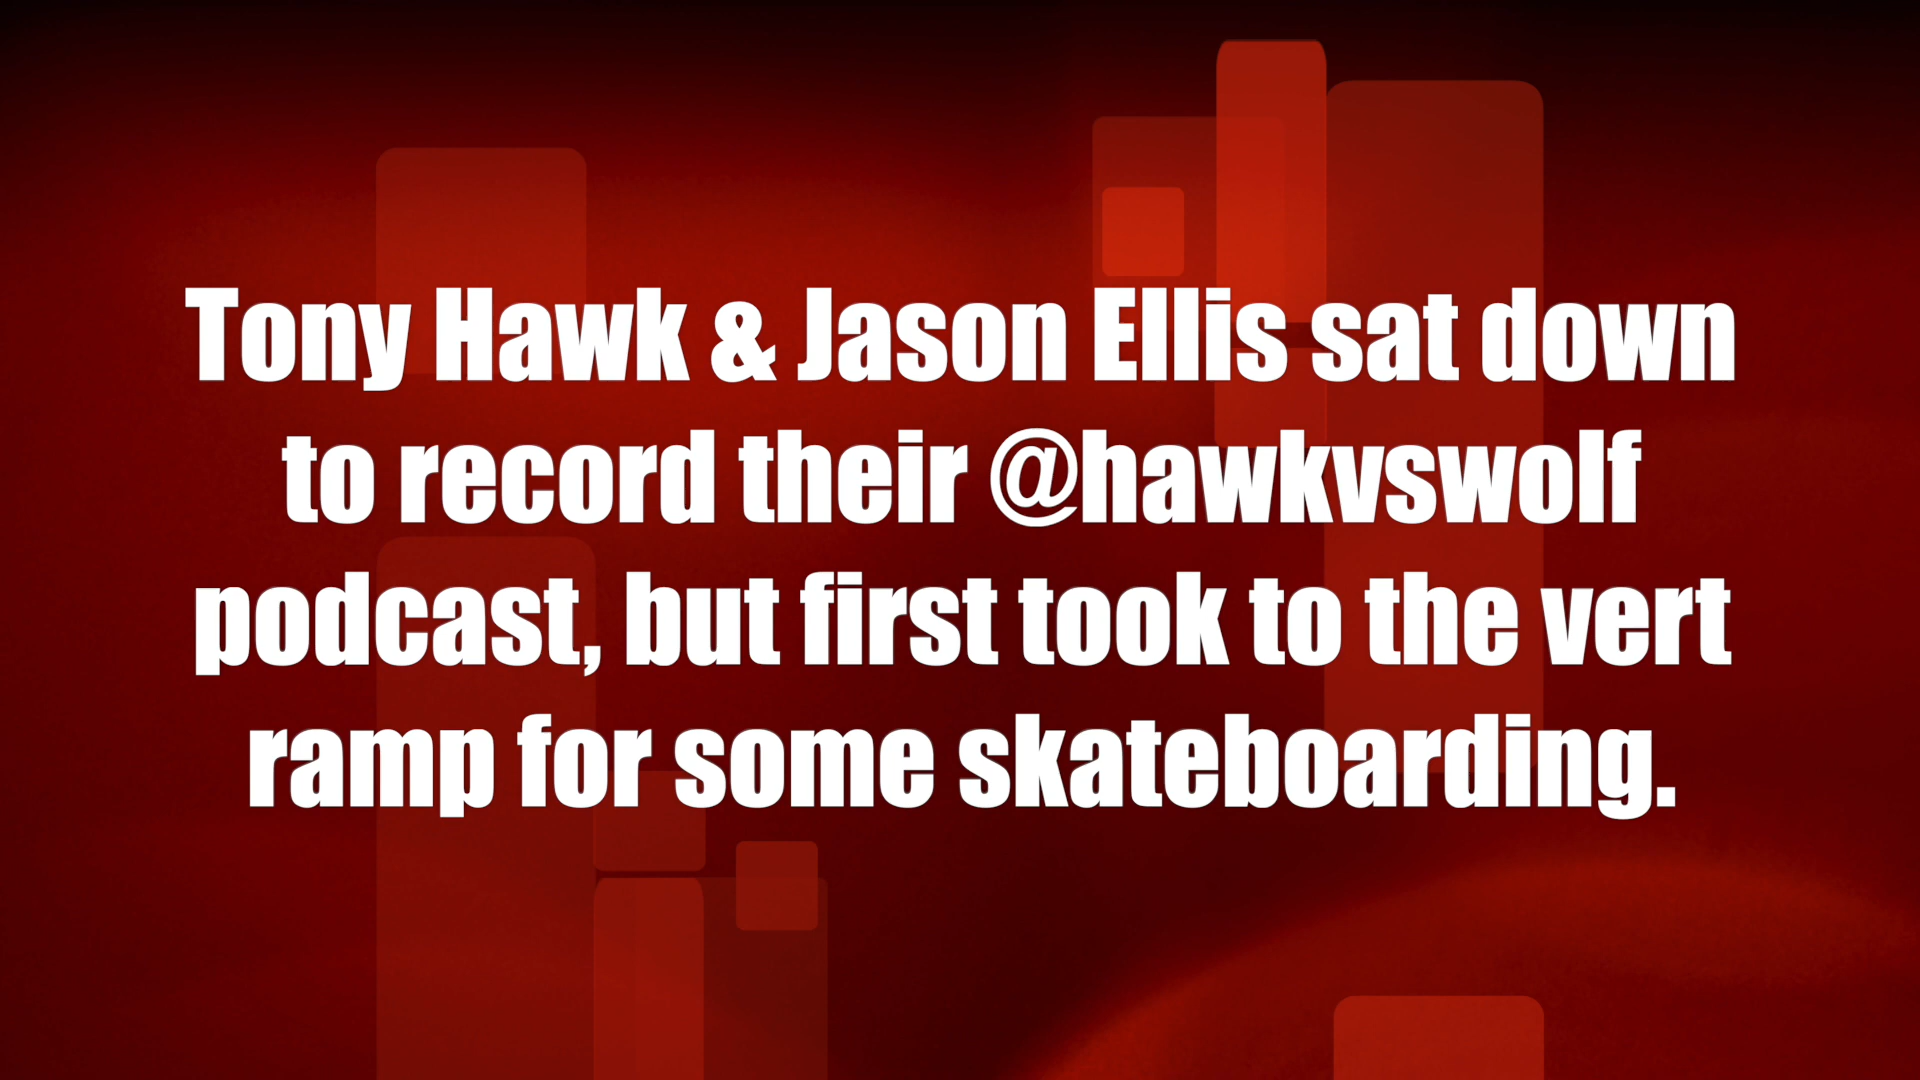 Tony Hawk & Jason Ellis sat down
to record their @hawkvswolf
podcast, but first took to the vert
ramp for some skateboarding.